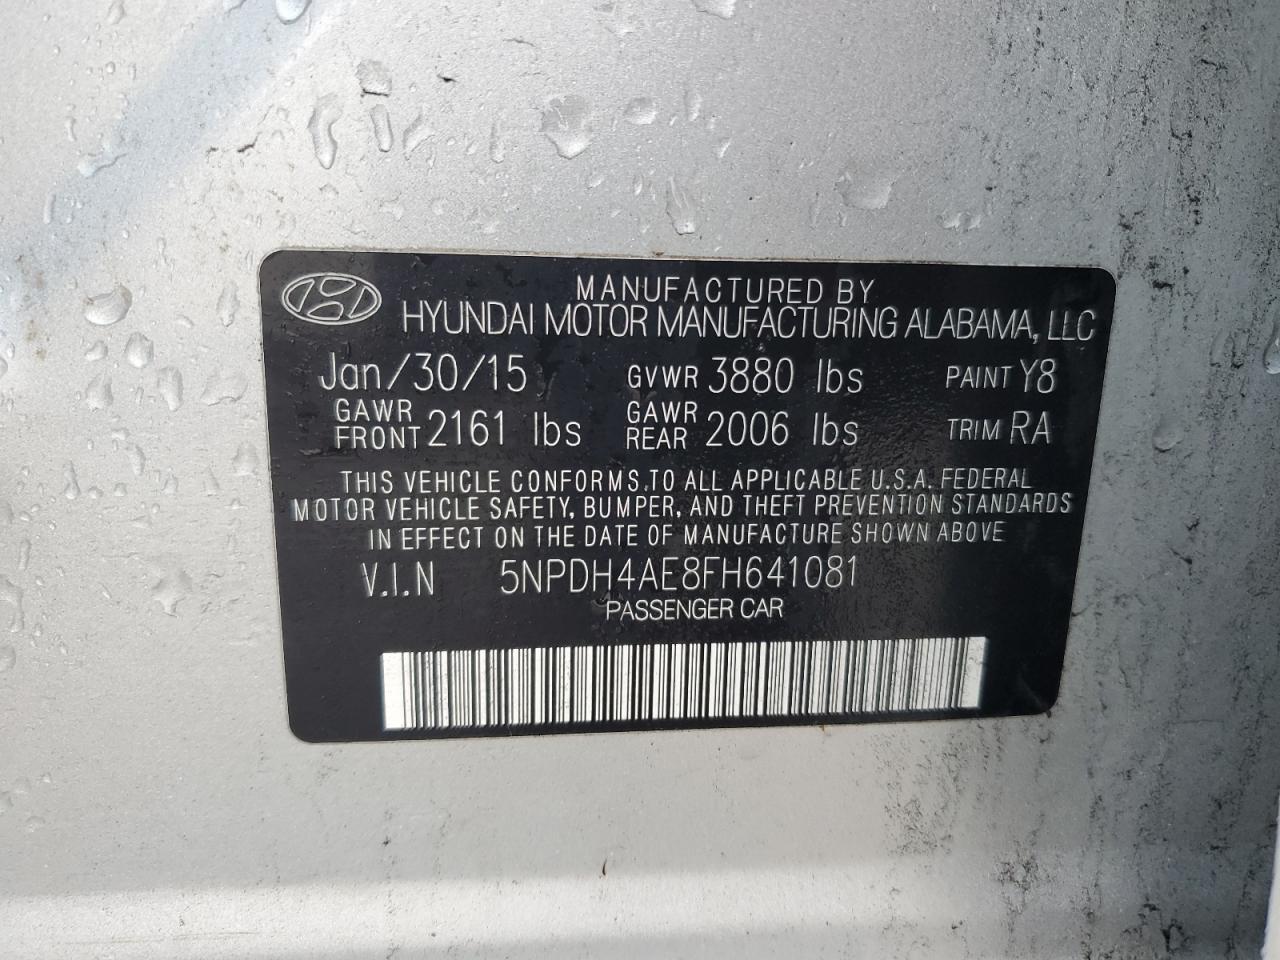 MANUFACTURED BY
HYUNDAI MOTOR MANUFACTURING ALABAMA, LLC
Jan/30/15 GVWR 3880 lbs PAINT Y8
GAWR FRONT 2161 lbs GAWR REAR 2006 lbs TRIM RA
THIS VEHICLE CONFORMS TO ALL APPLICABLE U.S.A. FEDERAL
MOTOR VEHICLE SAFETY, BUMPER, AND THEFT PREVENTION STANDARDS
IN EFFECT ON THE DATE OF MANUFACTURE SHOWN ABOVE
V.I.N 5NPDH4AE8FH641081
PASSENGER CAR